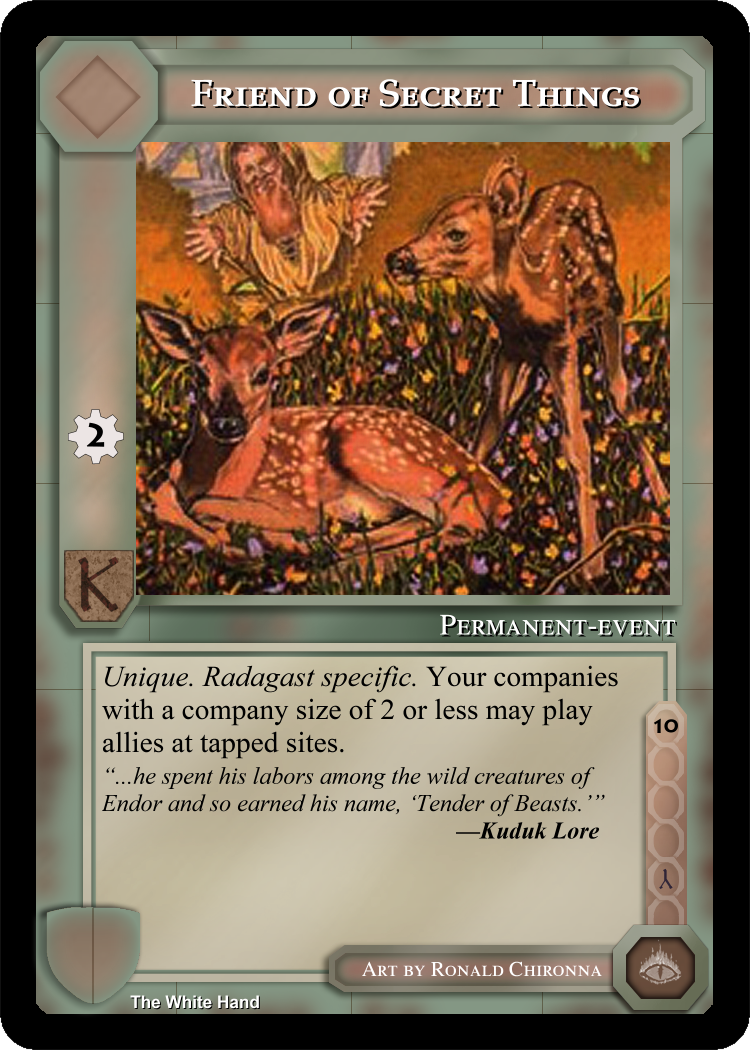 Friend of Secret Things
2
K
Permanent-event
Unique. Radagast specific. Your companies
with a company size of 2 or less may play
allies at tapped sites.
“...he spent his labors among the wild creatures of
Endor and so earned his name, ‘Tender of Beasts.’”
—Kuduk Lore
10
Art by Ronald Chironna
The White Hand